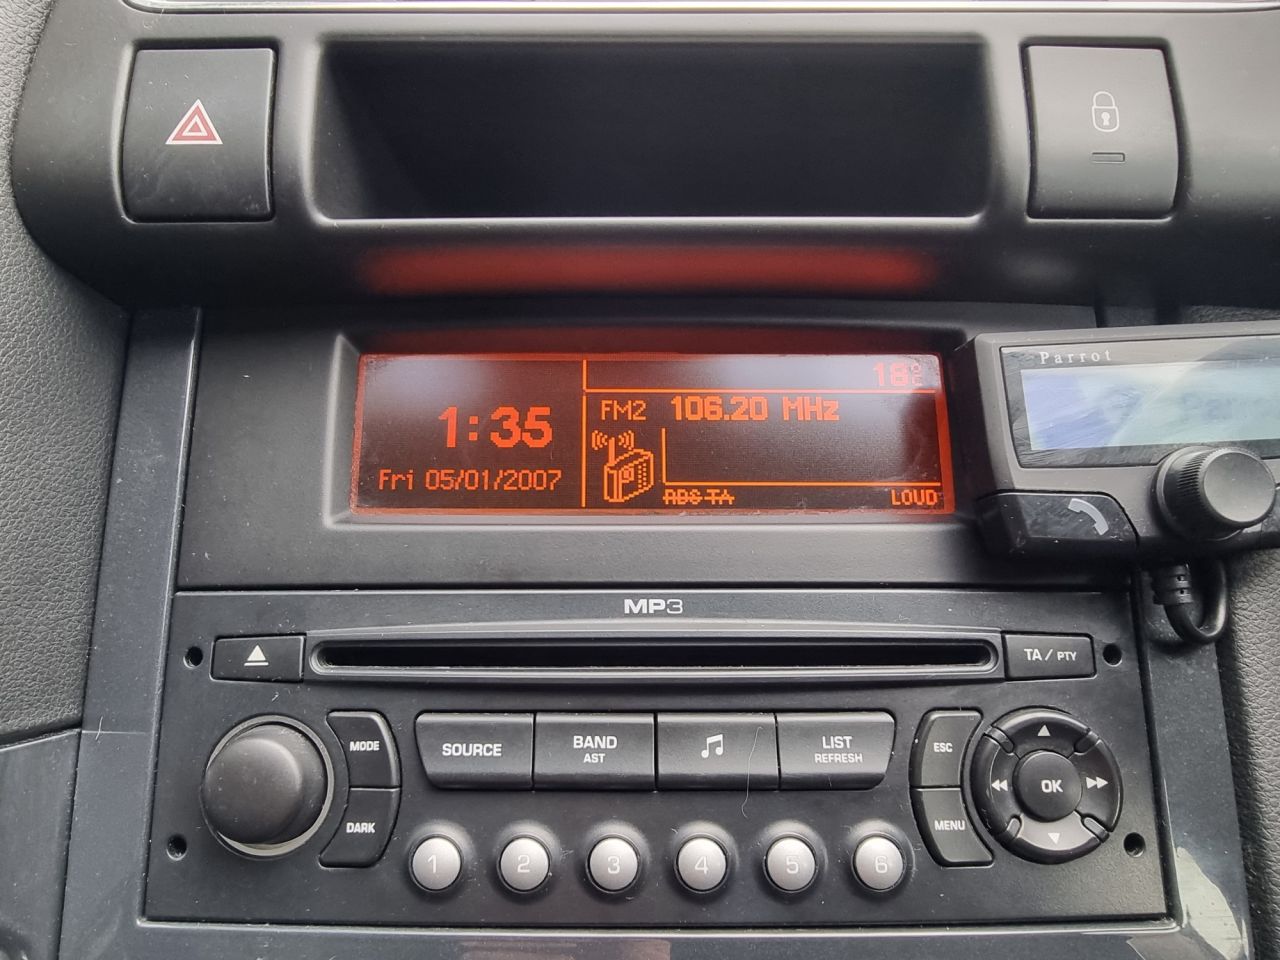 18°C
Parrot
1:35
FM2 106.20 MHz
Fri 05/01/2007
RDS TA
LOUD
MP3
TA / PTY
MODE
SOURCE
BAND
AST
LIST
REFRESH
ESC
OK
DARK
MENU
1 2 3 4 5 6